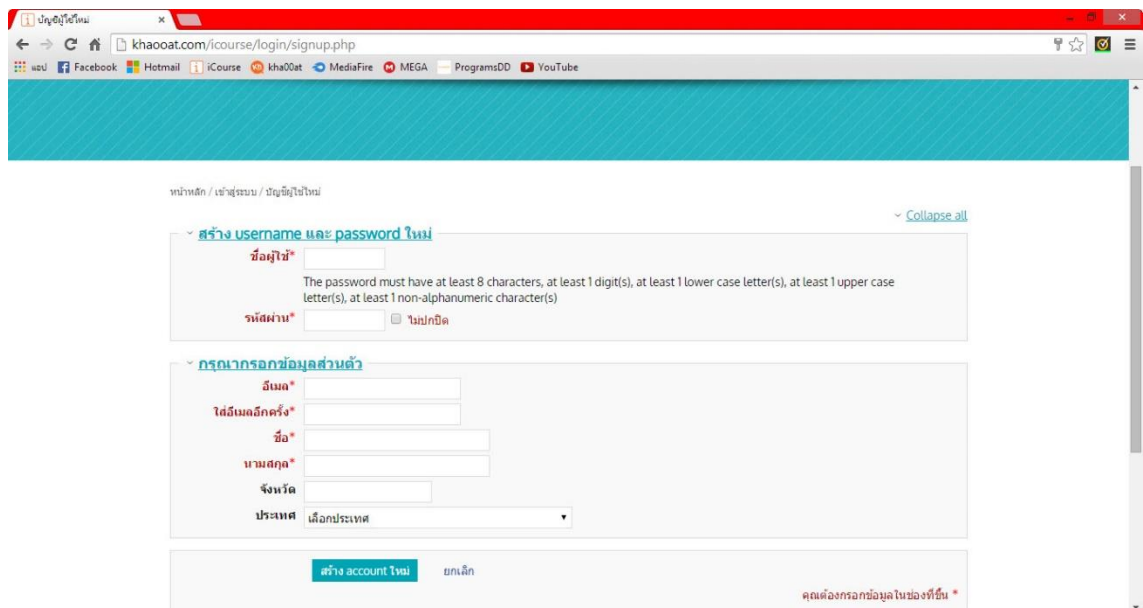 บัญชีผู้ใช้ใหม่
khaooat.com/icourse/login/signup.php
แอป Facebook Hotmail iCourse kha00at MediaFire MEGA ProgramsDD YouTube
หน้าหลัก / เข้าสู่ระบบ / บัญชีผู้ใช้ใหม่
Collapse all
สร้าง username และ password ใหม่
ชื่อผู้ใช้*
The password must have at least 8 characters, at least 1 digit(s), at least 1 lower case letter(s), at least 1 upper case
letter(s), at least 1 non-alphanumeric character(s)
รหัสผ่าน* ไม่ปกปิด
กรุณากรอกข้อมูลส่วนตัว
อีเมล*
ใส่อีเมลอีกครั้ง*
ชื่อ*
นามสกุล*
จังหวัด
ประเทศ เลือกประเทศ
สร้าง account ใหม่ ยกเลิก
คุณต้องกรอกข้อมูลในช่องที่ขึ้น *